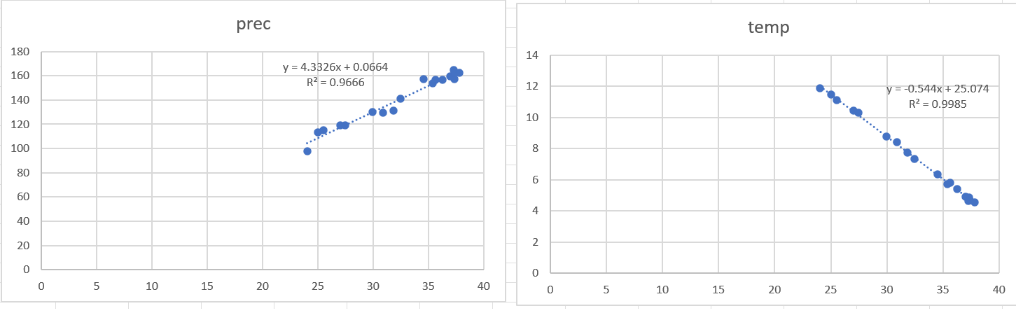 prec
180
160
140
120
100
80
60
40
20
0
0 5 10 15 20 25 30 35 40
y = 4.3326x + 0.0664
R² = 0.9666
temp
14
12
10
8
6
4
2
0
0 5 10 15 20 25 30 35 40
y = -0.544x + 25.074
R² = 0.9985